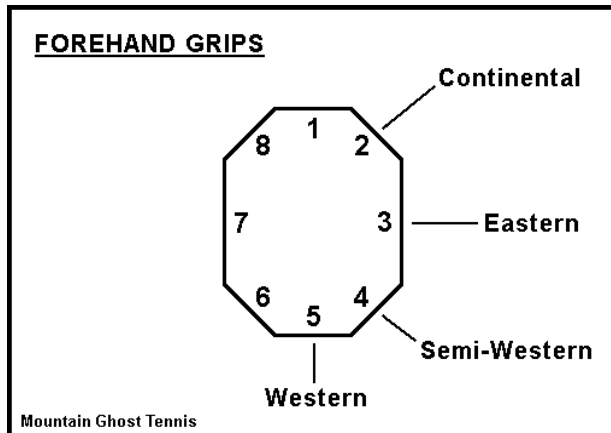 FOREHAND GRIPS
Continental
1
8 2
7 3 Eastern
6 4
5
Semi-Western
Western
Mountain Ghost Tennis